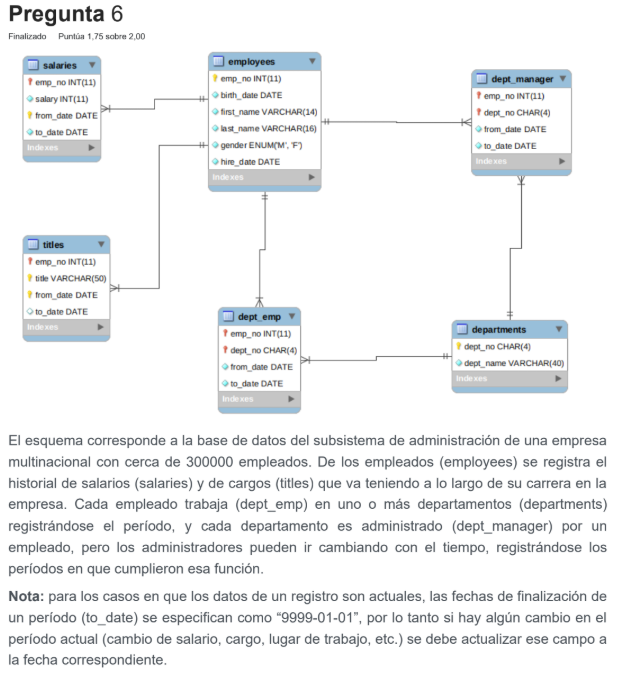 Pregunta 6
Finalizado Puntúa 1,75 sobre 2,00
salaries
emp_no INT(11)
salary INT(11)
from_date DATE
to_date DATE
Indexes
employees
emp_no INT(11)
birth_date DATE
first_name VARCHAR(14)
last_name VARCHAR(16)
gender ENUM('M', 'F')
hire_date DATE
Indexes
dept_manager
emp_no INT(11)
dept_no CHAR(4)
from_date DATE
to_date DATE
Indexes
titles
emp_no INT(11)
title VARCHAR(50)
from_date DATE
to_date DATE
Indexes
dept_emp
emp_no INT(11)
dept_no CHAR(4)
from_date DATE
to_date DATE
Indexes
departments
dept_no CHAR(4)
dept_name VARCHAR(40)
Indexes
El esquema corresponde a la base de datos del subsistema de administración de una empresa
multinacional con cerca de 300000 empleados. De los empleados (employees) se registra el
historial de salarios (salaries) y de cargos (titles) que va teniendo a lo largo de su carrera en la
empresa. Cada empleado trabaja (dept_emp) en uno o más departamentos (departments)
registrándose el período, y cada departamento es administrado (dept_manager) por un
empleado, pero los administradores pueden ir cambiando con el tiempo, registrándose los
períodos en que cumplieron esa función.
Nota: para los casos en que los datos de un registro son actuales, las fechas de finalización de
un período (to_date) se especifican como “9999-01-01”, por lo tanto si hay algún cambio en el
período actual (cambio de salario, cargo, lugar de trabajo, etc.) se debe actualizar ese campo a
la fecha correspondiente.